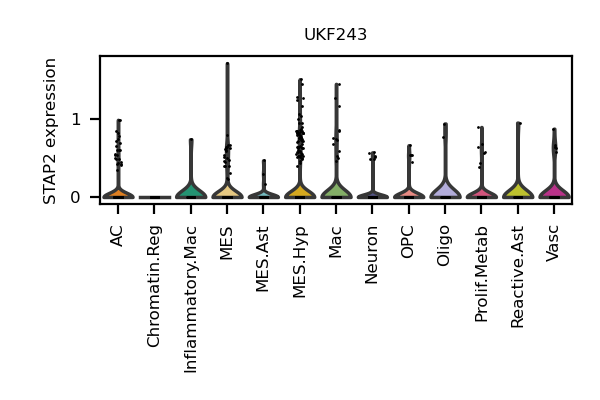 UKF243
STAP2 expression
1
0
AC
Chromatin.Reg
Inflammatory.Mac
MES
MES.Ast
MES.Hyp
Mac
Neuron
OPC
Oligo
Prolif.Metab
Reactive.Ast
Vasc